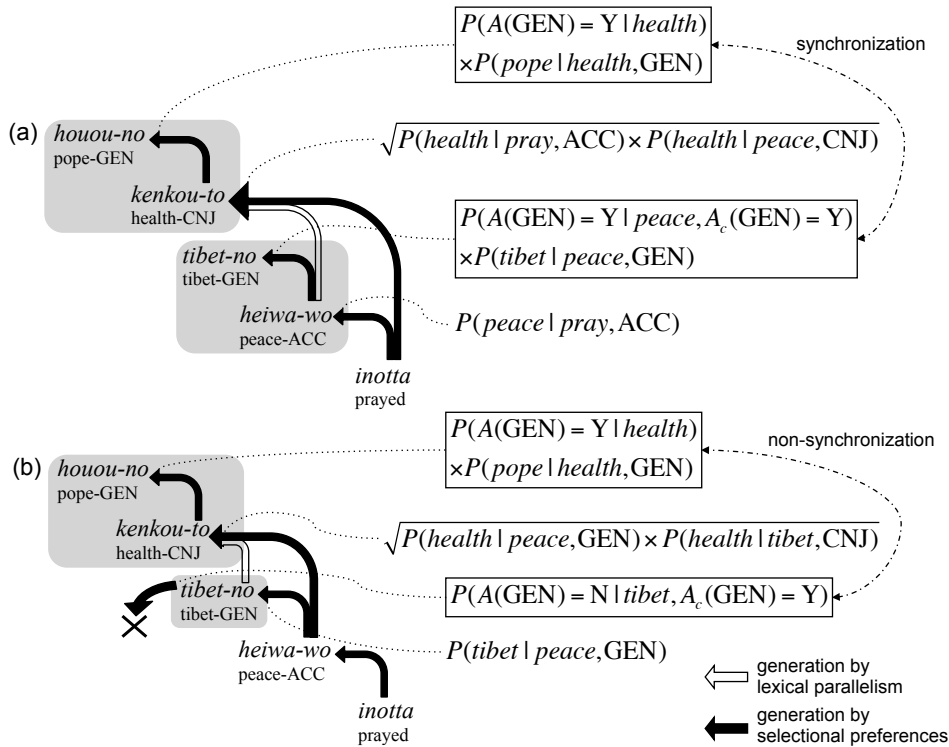 P(A(GEN) = Y | health)
×P(pope | health, GEN)
synchronization
(a)
houou-no
pope-GEN
√P(health | pray, ACC) × P(health | peace, CNJ)
kenkou-to
health-CNJ
P(A(GEN) = Y | peace, A_c(GEN) = Y)
×P(tibet | peace, GEN)
tibet-no
tibet-GEN
heiwa-wo
peace-ACC
P(peace | pray, ACC)
inotta
prayed
P(A(GEN) = Y | health)
×P(pope | health, GEN)
non-synchronization
(b)
houou-no
pope-GEN
kenkou-to
health-CNJ
√P(health | peace, GEN) × P(health | tibet, CNJ)
tibet-no
tibet-GEN
P(A(GEN) = N | tibet, A_c(GEN) = Y)
heiwa-wo
peace-ACC
P(tibet | peace, GEN)
inotta
prayed
generation by
lexical parallelism
generation by
selectional preferences